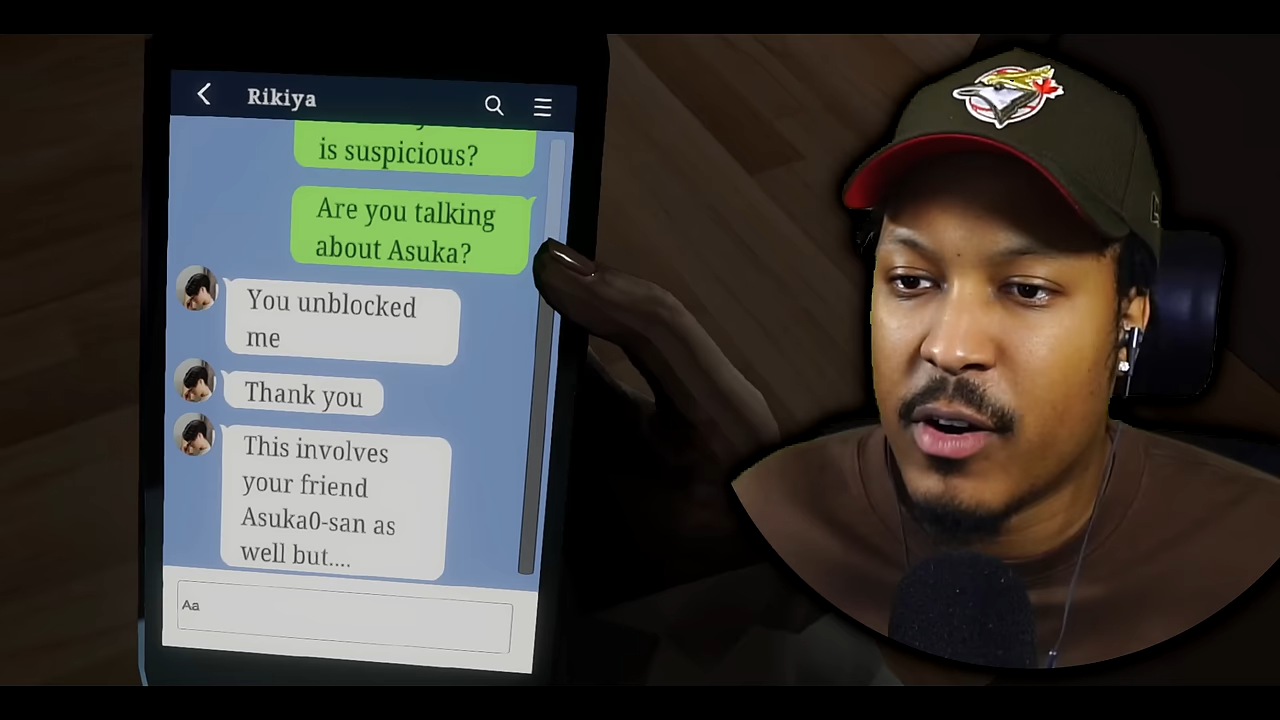 Rikiya
is suspicious?
Are you talking
about Asuka?
You unblocked
me
Thank you
This involves
your friend
Asuka0-san as
well but....
Aa